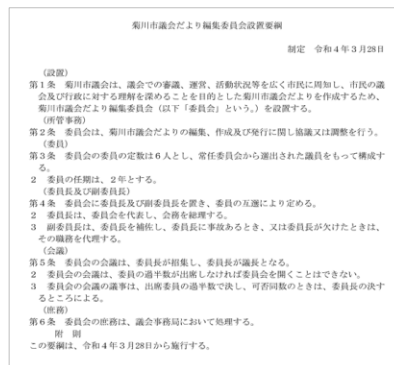 菊川市議会だより編集委員会設置要綱
制定　令和４年３月28日
（設置）
第１条　委員会は、議会での審議、運営、活動状況等を広く市民に周知し、市民の議
会及び行政に対する理解を深めることを目的とした菊川市議会だよりを作成するため、
菊川市議会だより編集委員会（以下「委員会」という。）を設置する。
（所管事務）
第２条　委員会は、菊川市議会だよりの編集、作成及び発行に関し協議又は調整を行う。
（委員）
第３条　委員会の委員の定数は６人とし、常任委員会から選出された議員をもって構成す
る。
２　委員の任期は、２年とする。
（委員長及び副委員長）
第４条　委員会に委員長及び副委員長を置き、委員の互選により定める。
２　委員長は、委員会を代表し、会務を総理する。
３　副委員長は、委員長を補佐し、委員長に事故あるとき、又は委員長が欠けたときは、
その職務を代理する。
（会議）
第５条　委員会の会議は、委員長が招集し、委員長が議長となる。
２　委員会の会議は、委員の過半数が出席しなければ委員会を開くことはできない。
３　委員会の会議の議事は、出席委員の過半数で決し、可否同数のときは、委員長の決す
るところによる。
（庶務）
第６条　委員会の庶務は、議会事務局において処理する。
附　則
この要綱は、令和４年３月28日から施行する。